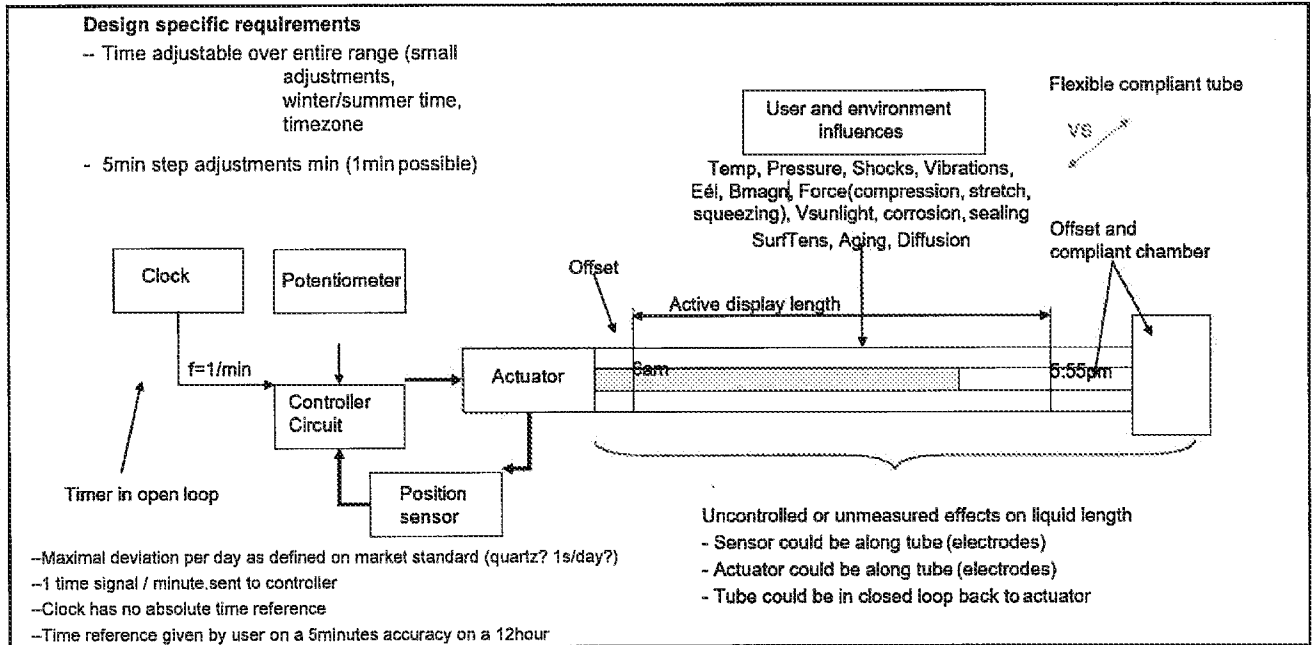 Design specific requirements
-- Time adjustable over entire range (small
adjustments,
winter/summer time,
timezone
- 5min step adjustments min (1min possible)
User and environment
influences
Flexible compliant tube
VS
Temp, Pressure, Shocks, Vibrations,
Eél, Bmagn, Force(compression, stretch,
squeezing), Vsunlight, corrosion, sealing
SurfTens, Aging, Diffusion
Offset and
compliant chamber
Clock
Potentiometer
Offset
Active display length
f=1/min
Actuator
6am
5:55pm
Controller
Circuit
Timer in open loop
Position
sensor
Uncontrolled or unmeasured effects on liquid length
- Sensor could be along tube (electrodes)
- Actuator could be along tube (electrodes)
- Tube could be in closed loop back to actuator
--Maximal deviation per day as defined on market standard (quartz? 1s/day?)
--1 time signal / minute.sent to controller
--Clock has no absolute time reference
--Time reference given by user on a 5minutes accuracy on a 12hour